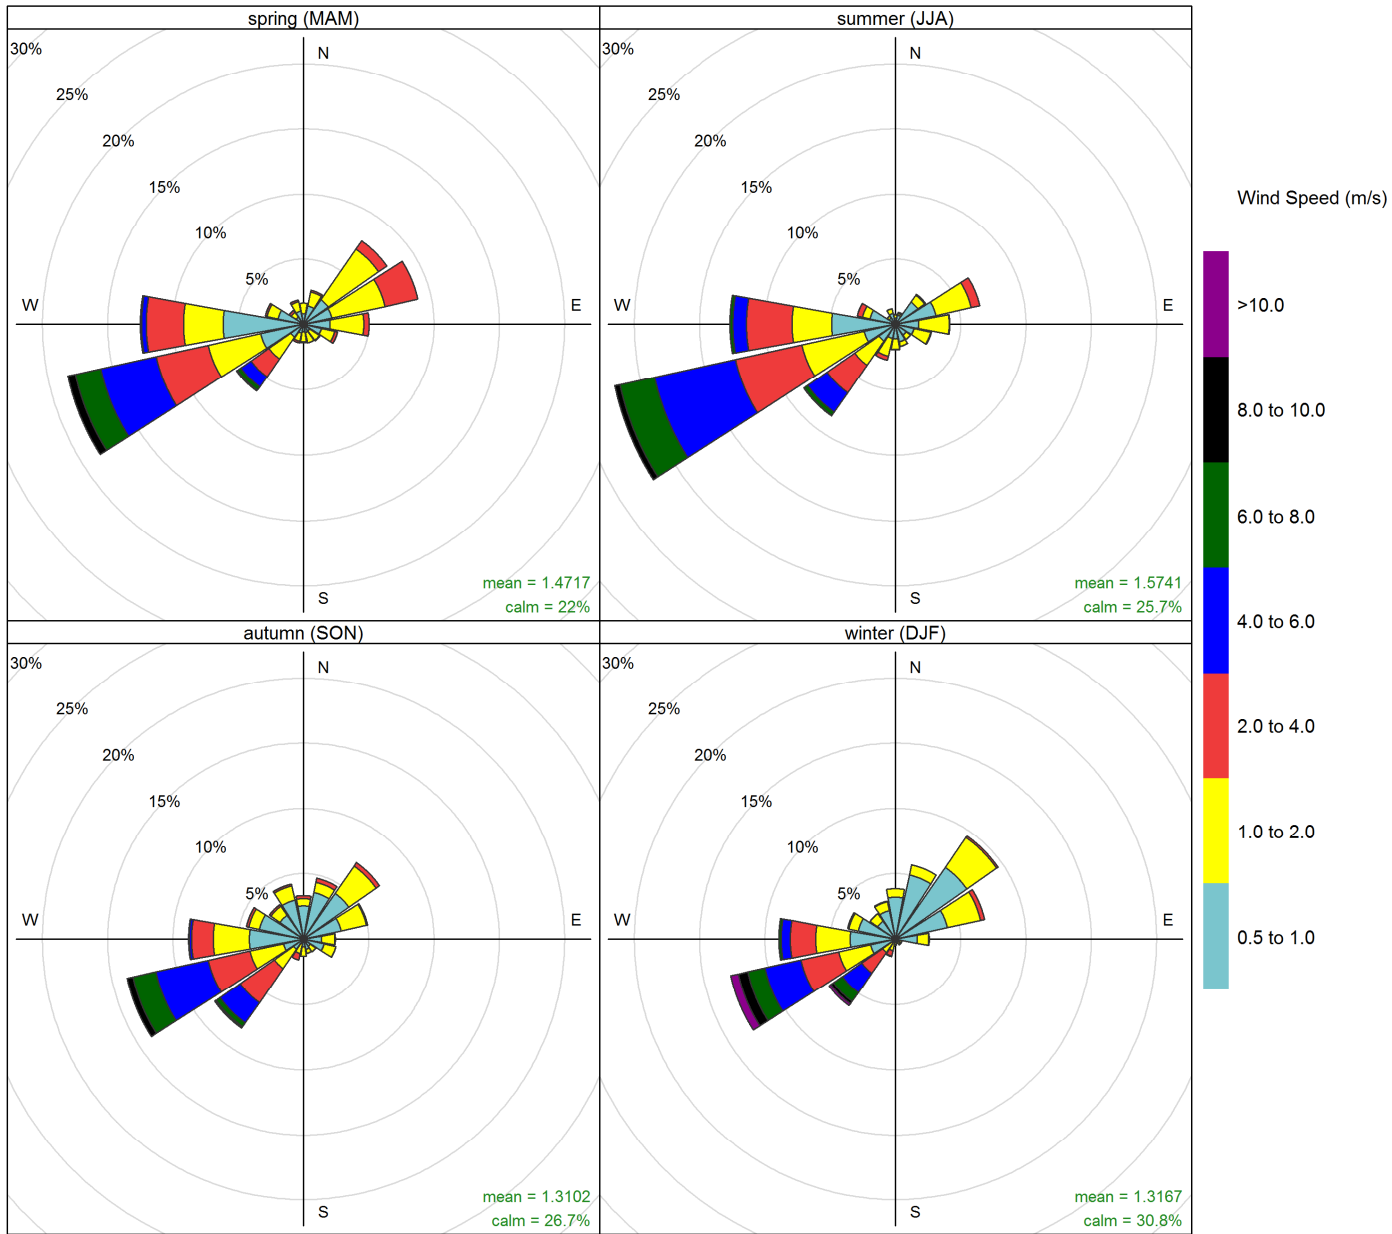 spring (MAM)
summer (JJA)
30%
25%
20%
15%
10%
5%
N
W
E
S
mean = 1.4717
calm = 22%
30%
25%
20%
15%
10%
5%
N
W
E
S
mean = 1.5741
calm = 25.7%
autumn (SON)
winter (DJF)
30%
25%
20%
15%
10%
5%
N
W
E
S
mean = 1.3102
calm = 26.7%
30%
25%
20%
15%
10%
5%
N
W
E
S
mean = 1.3167
calm = 30.8%
Wind Speed (m/s)
>10.0
8.0 to 10.0
6.0 to 8.0
4.0 to 6.0
2.0 to 4.0
1.0 to 2.0
0.5 to 1.0